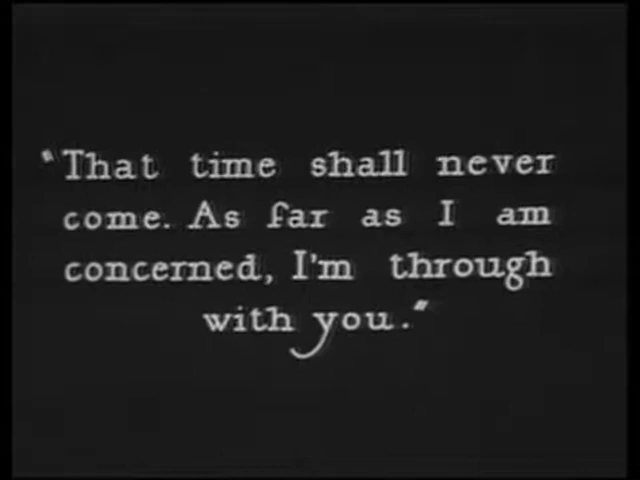 "That time shall never
come. As far as I am
concerned, I'm through
with you."